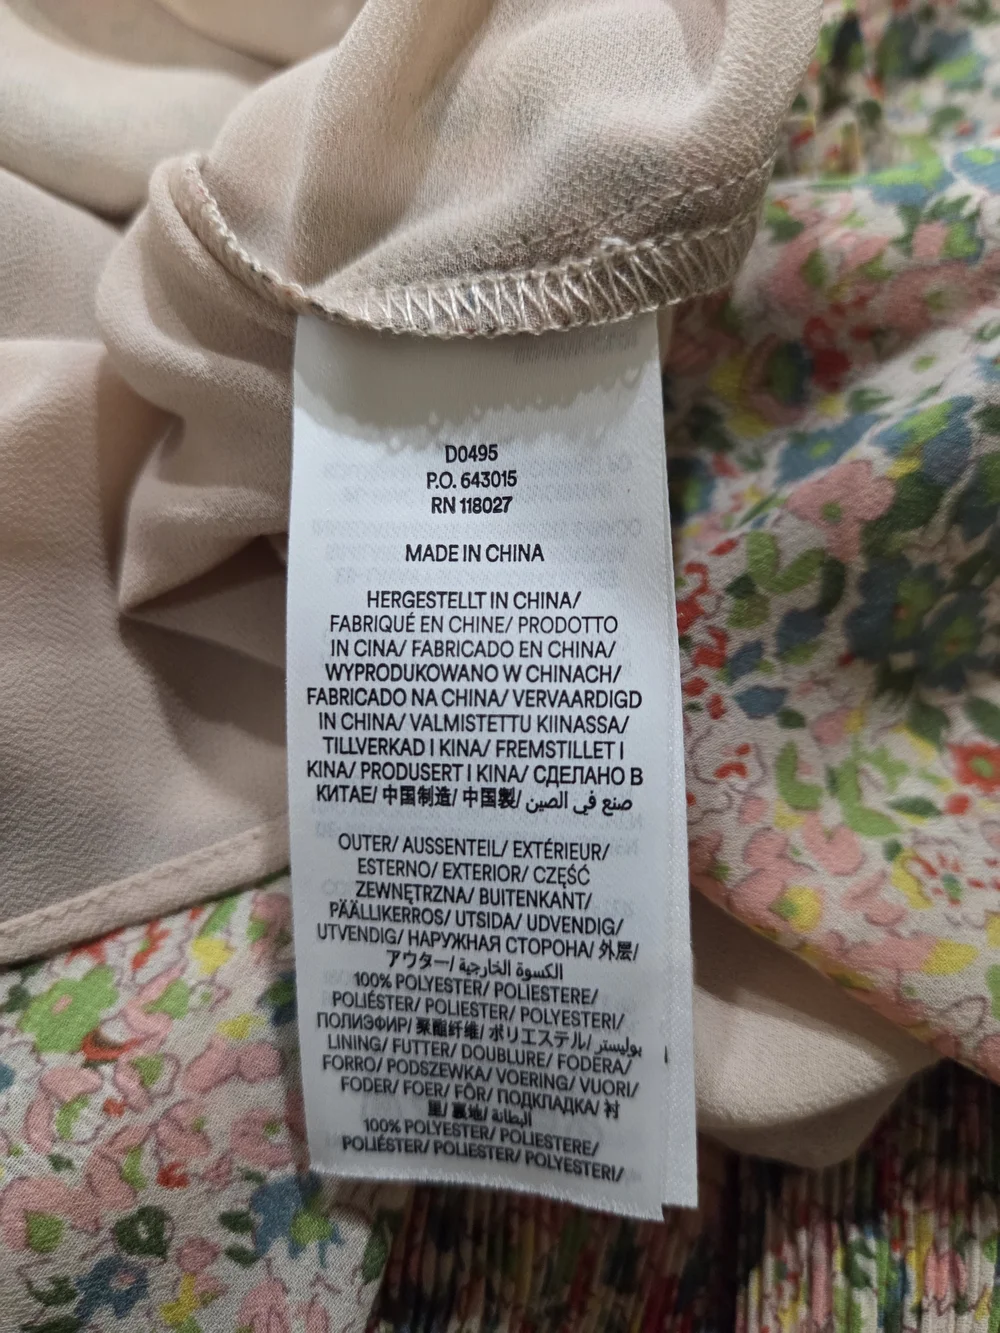 D0495
P.O. 643015
RN 118027
MADE IN CHINA
HERGESTELLT IN CHINA/
FABRIQUÉ EN CHINE/ PRODOTTO
IN CINA/ FABRICADO EN CHINA/
WYPRODUKOWANO W CHINACH/
FABRICADO NA CHINA/ VERVAARDIGD
IN CHINA/ VALMISTETTU KIINASSA/
TILLVERKAD I KINA/ FREMSTILLET I
KINA/ PRODUSERT I KINA/ СДЕЛАНО В
КИТАЕ/ 中国制造/ 中国製/ صنع في الصين
OUTER/ AUSSENTEIL/ EXTÉRIEUR/
ESTERNO/ EXTERIOR/ CZĘŚĆ
ZEWNĘTRZNA/ BUITENKANT/
PÄÄLLIKERROS/ UTSIDA/ UDVENDIG/
UTVENDIG/ НАРУЖНАЯ СТОРОНА/ 外层/
アウター/ الكسوة الخارجية
100% POLYESTER/ POLIESTERE/
POLIÉSTER/ POLIESTER/ POLYESTERI/
ПОЛИЭФИР/ 聚酯纤维/ ポリエステル/ بوليستر
LINING/ FUTTER/ DOUBLURE/ FODERA/
FORRO/ PODSZEWKA/ VOERING/ VUORI/
FODER/ FOER/ FÔR/ ПОДКЛАДКА/ 衬
里/ 裏地/ البطانة
100% POLYESTER/ POLIESTERE/
POLIÉSTER/ POLIESTER/ POLYESTERI/